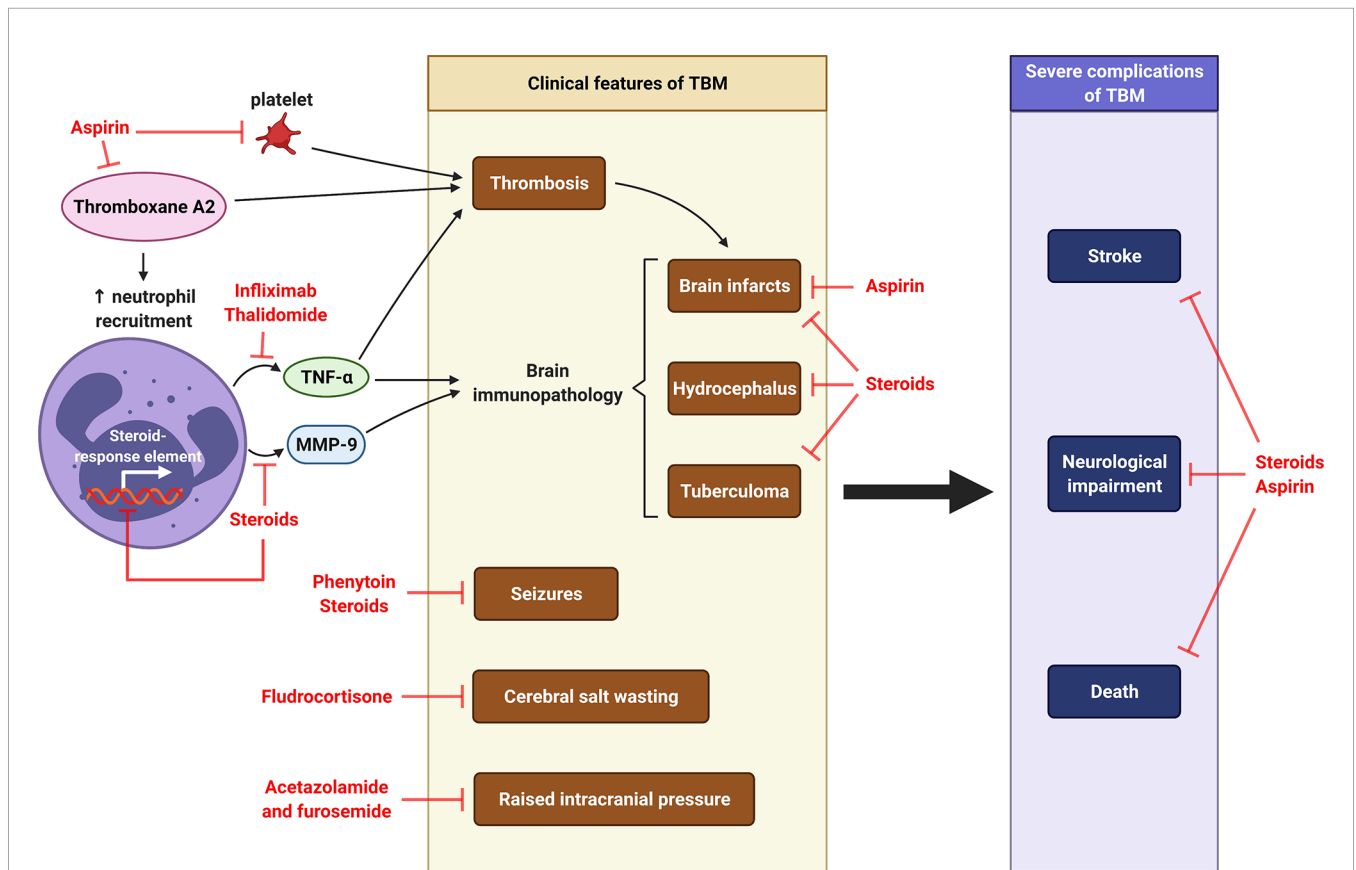 Clinical features of TBM
Severe complications
of TBM
platelet
Aspirin
Thromboxane A2
Thrombosis
↑ neutrophil
recruitment
Infliximab
Thalidomide
TNF-α
MMP-9
Steroid-
response element
Steroids
Brain
immunopathology
Brain infarcts
Hydrocephalus
Tuberculoma
Aspirin
Steroids
Phenytoin
Steroids
Seizures
Fludrocortisone
Cerebral salt wasting
Acetazolamide
and furosemide
Raised intracranial pressure
Stroke
Neurological
impairment
Death
Steroids
Aspirin